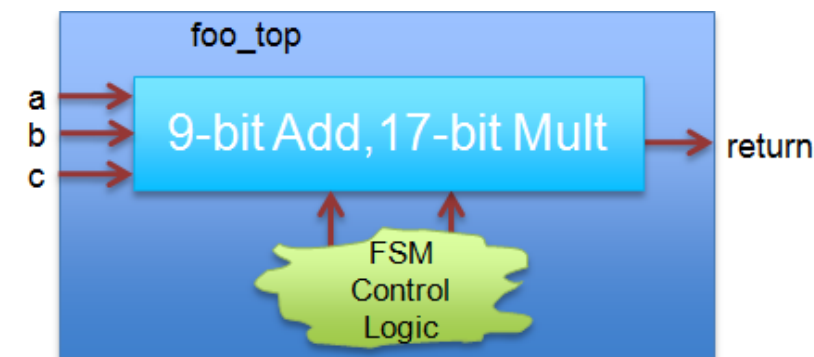 foo_top
a
b
c
9-bit Add,17-bit Mult
return
FSM
Control
Logic